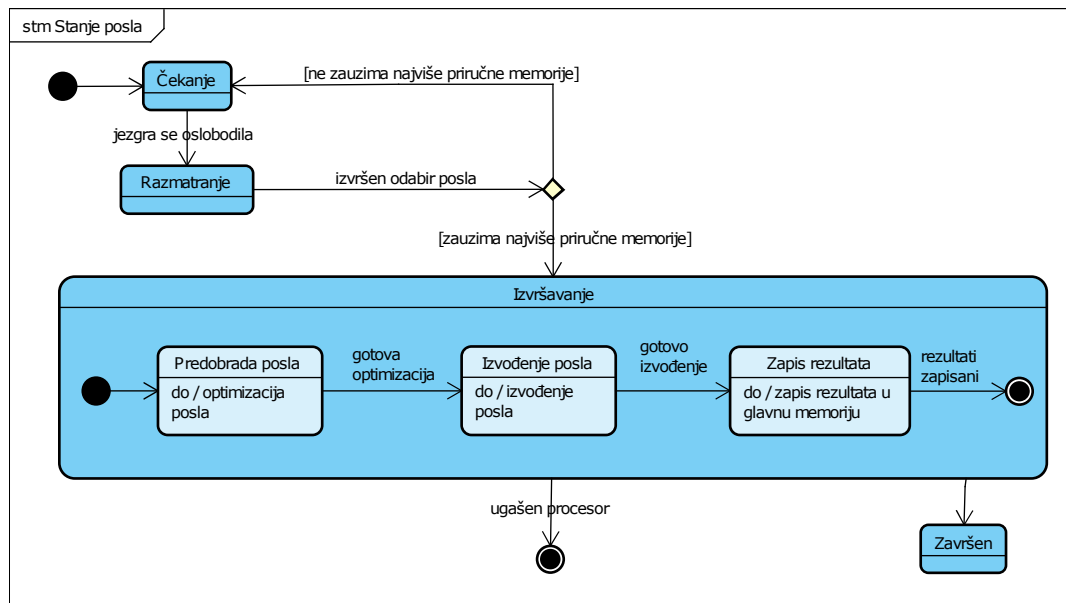 stm Stanje posla
Čekanje
[ne zauzima najviše priručne memorije]
jezgra se oslobodila
Razmatranje
izvršen odabir posla
[zauzima najviše priručne memorije]
Izvršavanje
Predobrada posla
do / optimizacija
posla
gotova
optimizacija
Izvođenje posla
do / izvođenje
posla
gotovo
izvođenje
Zapis rezultata
do / zapis rezultata u
glavnu memoriju
rezultati
zapisani
ugašen procesor
Završen